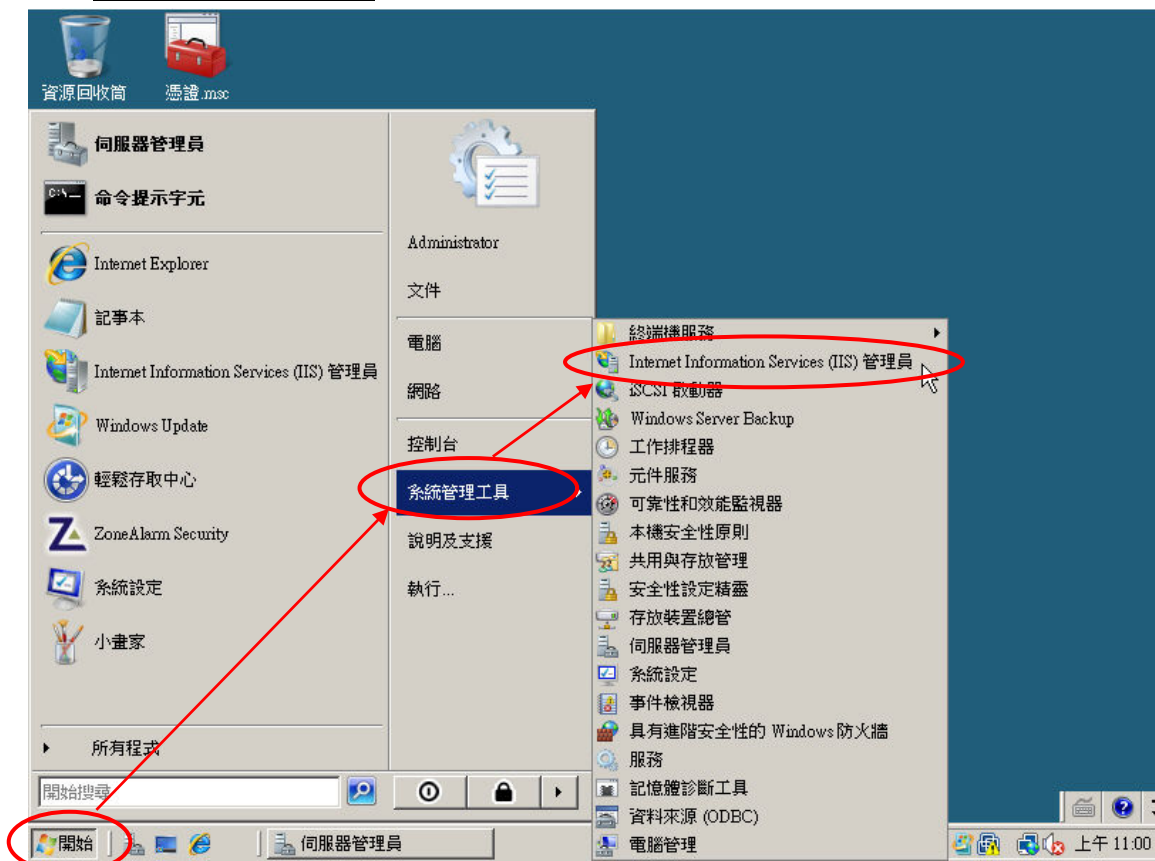 資源回收筒
憑證.msc
伺服器管理員
命令提示字元
Internet Explorer
記事本
Internet Information Services (IIS) 管理員
Windows Update
輕鬆存取中心
ZoneAlarm Security
系統設定
小畫家
所有程式
開始搜尋
Administrator
文件
電腦
網路
控制台
系統管理工具
說明及支援
執行...
終端機服務
Internet Information Services (IIS) 管理員
iSCSI 啟動器
Windows Server Backup
工作排程器
元件服務
可靠性和效能監視器
本機安全性原則
共用與存放管理
安全性設定精靈
存放裝置總管
伺服器管理員
系統設定
事件檢視器
具有進階安全性的 Windows 防火牆
服務
記憶體診斷工具
資料來源 (ODBC)
電腦管理
開始
伺服器管理員
上午 11:00